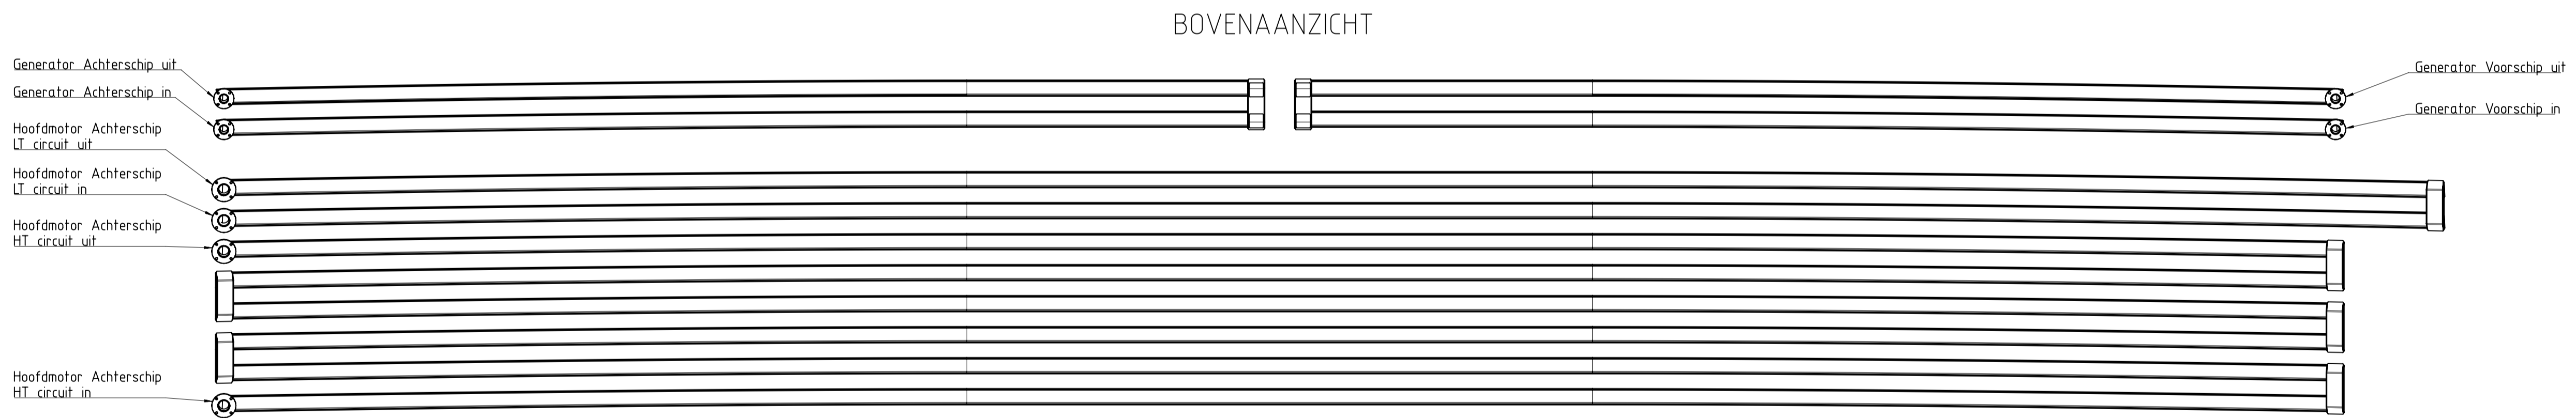 BOVENAANZICHT
Generator Achterschip uit
Generator Achterschip in
Hoofdmotor Achterschip
LT circuit uit
Hoofdmotor Achterschip
LT circuit in
Hoofdmotor Achterschip
HT circuit uit
Hoofdmotor Achterschip
HT circuit in
Generator Voorschip uit
Generator Voorschip in